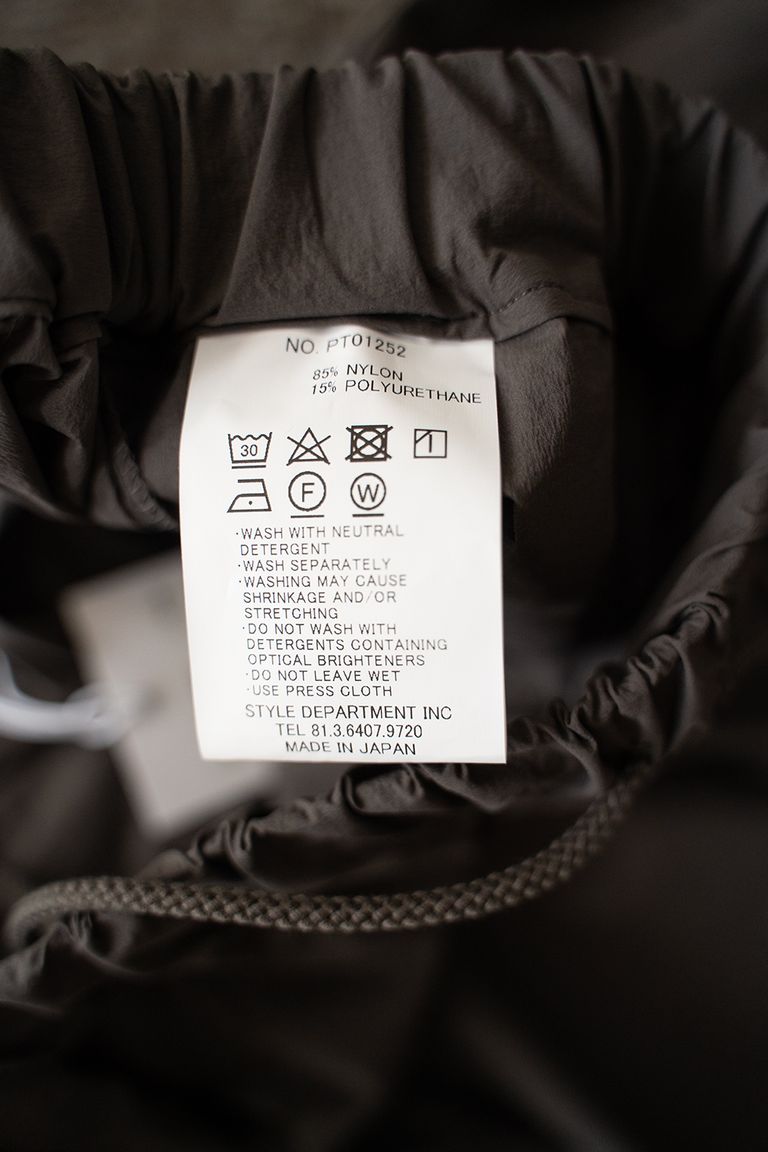 NO. PT01252
85% NYLON
15% POLYURETHANE
30
F W
·WASH WITH NEUTRAL
DETERGENT
·WASH SEPARATELY
·WASHING MAY CAUSE
SHRINKAGE AND/OR
STRETCHING
·DO NOT WASH WITH
DETERGENTS CONTAINING
OPTICAL BRIGHTENERS
·DO NOT LEAVE WET
·USE PRESS CLOTH
STYLE DEPARTMENT INC
TEL 81.3.6407.9720
MADE IN JAPAN